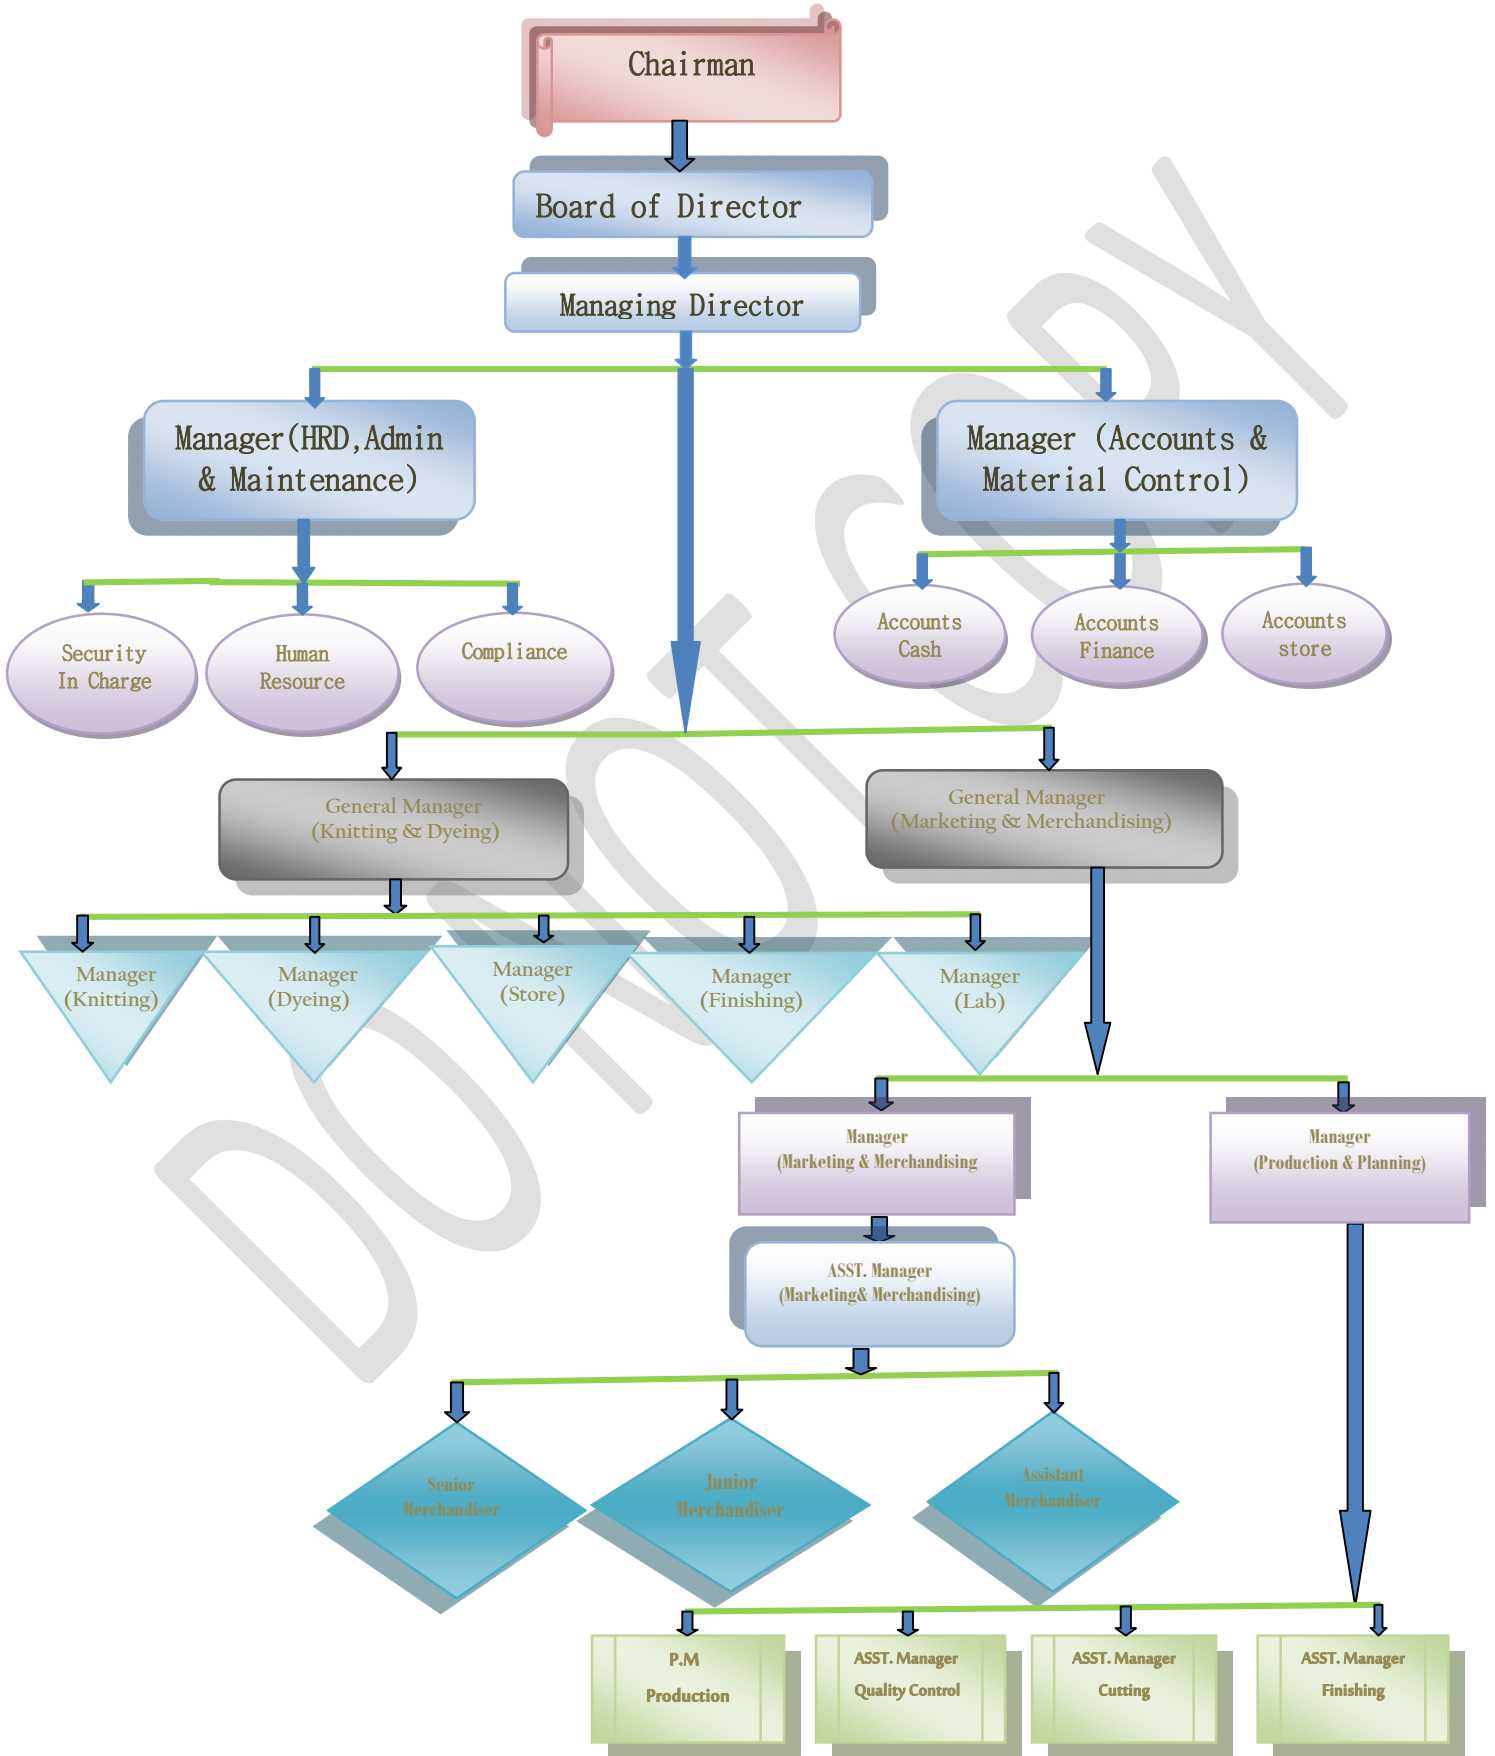 Chairman
Board of Director
Managing Director
Manager(HRD,Admin
& Maintenance)
Manager (Accounts &
Material Control)
Security
In Charge
Human
Resource
Compliance
Accounts
Cash
Accounts
Finance
Accounts
store
General Manager
(Knitting & Dyeing)
General Manager
(Marketing & Merchandising)
Manager
(Knitting)
Manager
(Dyeing)
Manager
(Store)
Manager
(Finishing)
Manager
(Lab)
Manager
(Marketing & Merchandising
Manager
(Production & Planning)
ASST. Manager
(Marketing& Merchandising)
Senior
Merchandiser
Junior
Merchandiser
Assistant
Merchandiser
P.M
Production
ASST. Manager
Quality Control
ASST. Manager
Cutting
ASST. Manager
Finishing
DO NOT COPY